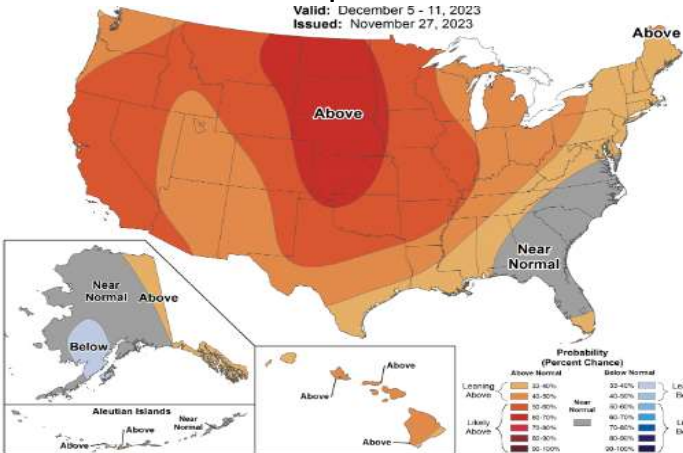 Valid: December 5 - 11, 2023
Issued: November 27, 2023
Above
Above
Near
Normal
Near
Normal
Above
Below
Aleutian Islands
Above
Above
Near
Normal
Above
Above
Above
Above
Probability
(Percent Chance)
Above Normal
Below Normal
Leaning
Above
Likely
Above
33-40%
40-50%
50-60%
60-70%
70-80%
80-90%
90-100%
Near
Normal
33-40%
40-50%
50-60%
60-70%
70-80%
80-90%
90-100%